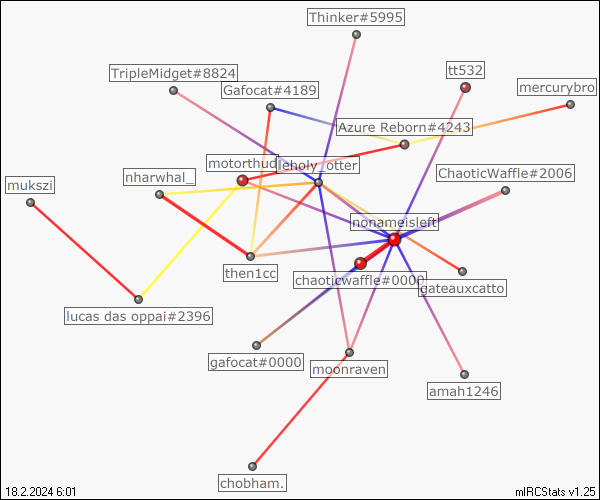 Thinker#5995
TripleMidget#8824
tt532
Gafocat#4189
mercurybro
Azure Reborn#4243
motorthud
leholy_otter
nharwhal_
ChaoticWaffle#2006
mukszi
nonameisleft
then1cc
chaoticwaffle#0000
gateauxcatto
lucas das oppai#2396
gafocat#0000
moonraven
amah1246
chobham.
18.2.2024 6:01
mIRCStats v1.25